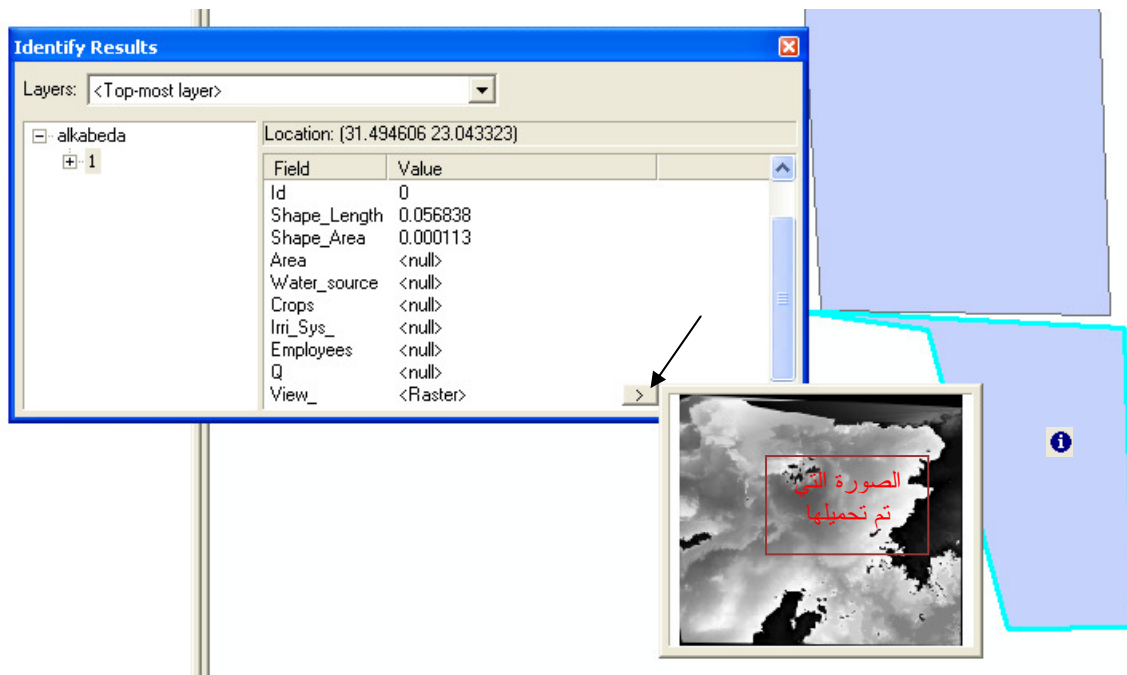 Identify Results
Layers: <Top-most layer>
alkabeda
1
Location: (31.494606 23.043323)
Field Value
Id 0
Shape_Length 0.056838
Shape_Area 0.000113
Area <null>
Water_source <null>
Crops <null>
Irri_Sys_ <null>
Employees <null>
Q <null>
View_ <Raster> >
الصورة التي
تم تحميلها